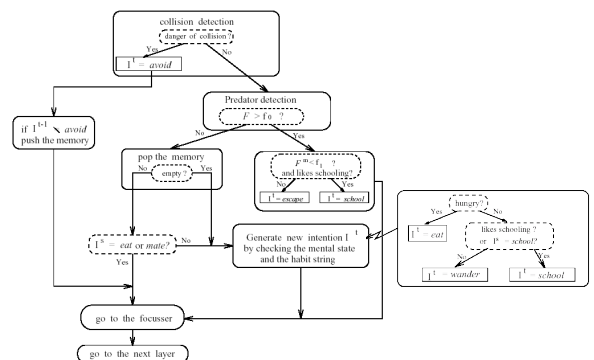 collision detection
danger of collision ?
Yes
No
I^t = avoid
Predator detection
F > f_0 ?
No
Yes
if I^t-1 \ avoid
push the memory
pop the memory
empty ?
No
Yes
F^m < f_1 ?
and likes schooling?
No
Yes
I^t = escape
I^t = school
hungry?
Yes
No
I^t = eat
likes schooling ?
or I^s = school?
No
Yes
I^t = wander
I^t = school
I^s = eat or mate?
No
Yes
Generate new intention I^t
by checking the mental state
and the habit string
go to the focusser
go to the next layer